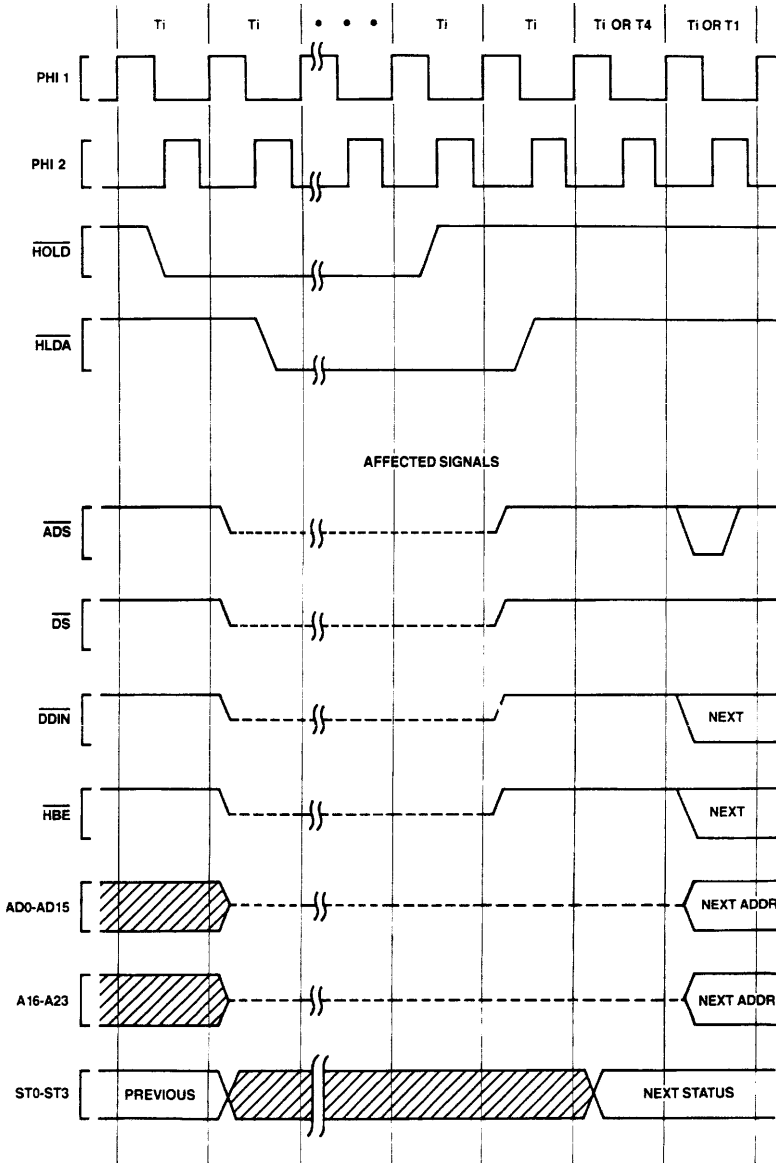 Ti Ti • • • Ti Ti Ti OR T4 Ti OR T1
PHI 1
PHI 2
HOLD
HLDA
AFFECTED SIGNALS
ADS
DS
DDIN NEXT
HBE NEXT
AD0-AD15 NEXT ADDR
A16-A23 NEXT ADDR
ST0-ST3 PREVIOUS NEXT STATUS